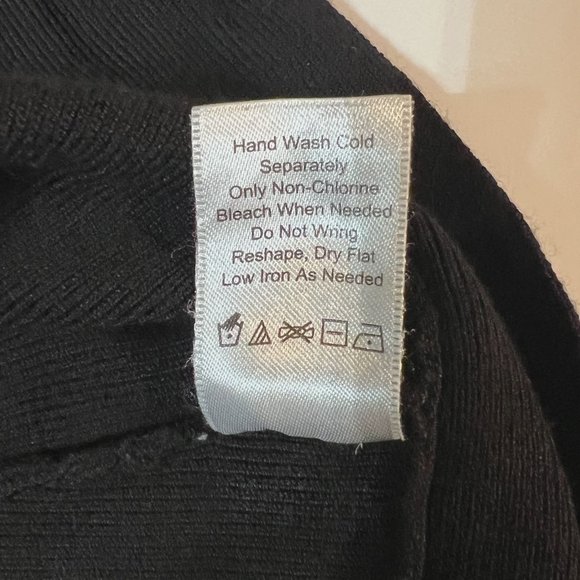 Hand Wash Cold
Separately
Only Non-Chlorine
Bleach When Needed
Do Not Wring
Reshape, Dry Flat
Low Iron As Needed